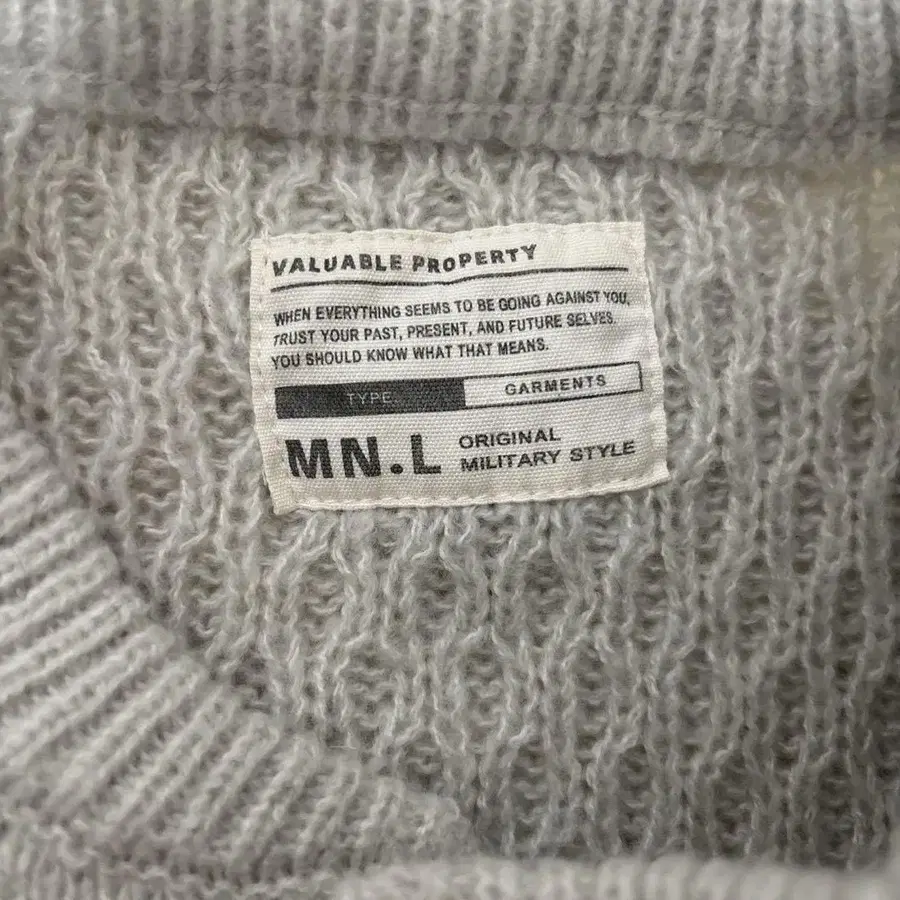 VALUABLE PROPERTY
WHEN EVERYTHING SEEMS TO BE GOING AGAINST YOU,
TRUST YOUR PAST, PRESENT, AND FUTURE SELVES.
YOU SHOULD KNOW WHAT THAT MEANS.
TYPE GARMENTS
MN.L ORIGINAL
MILITARY STYLE